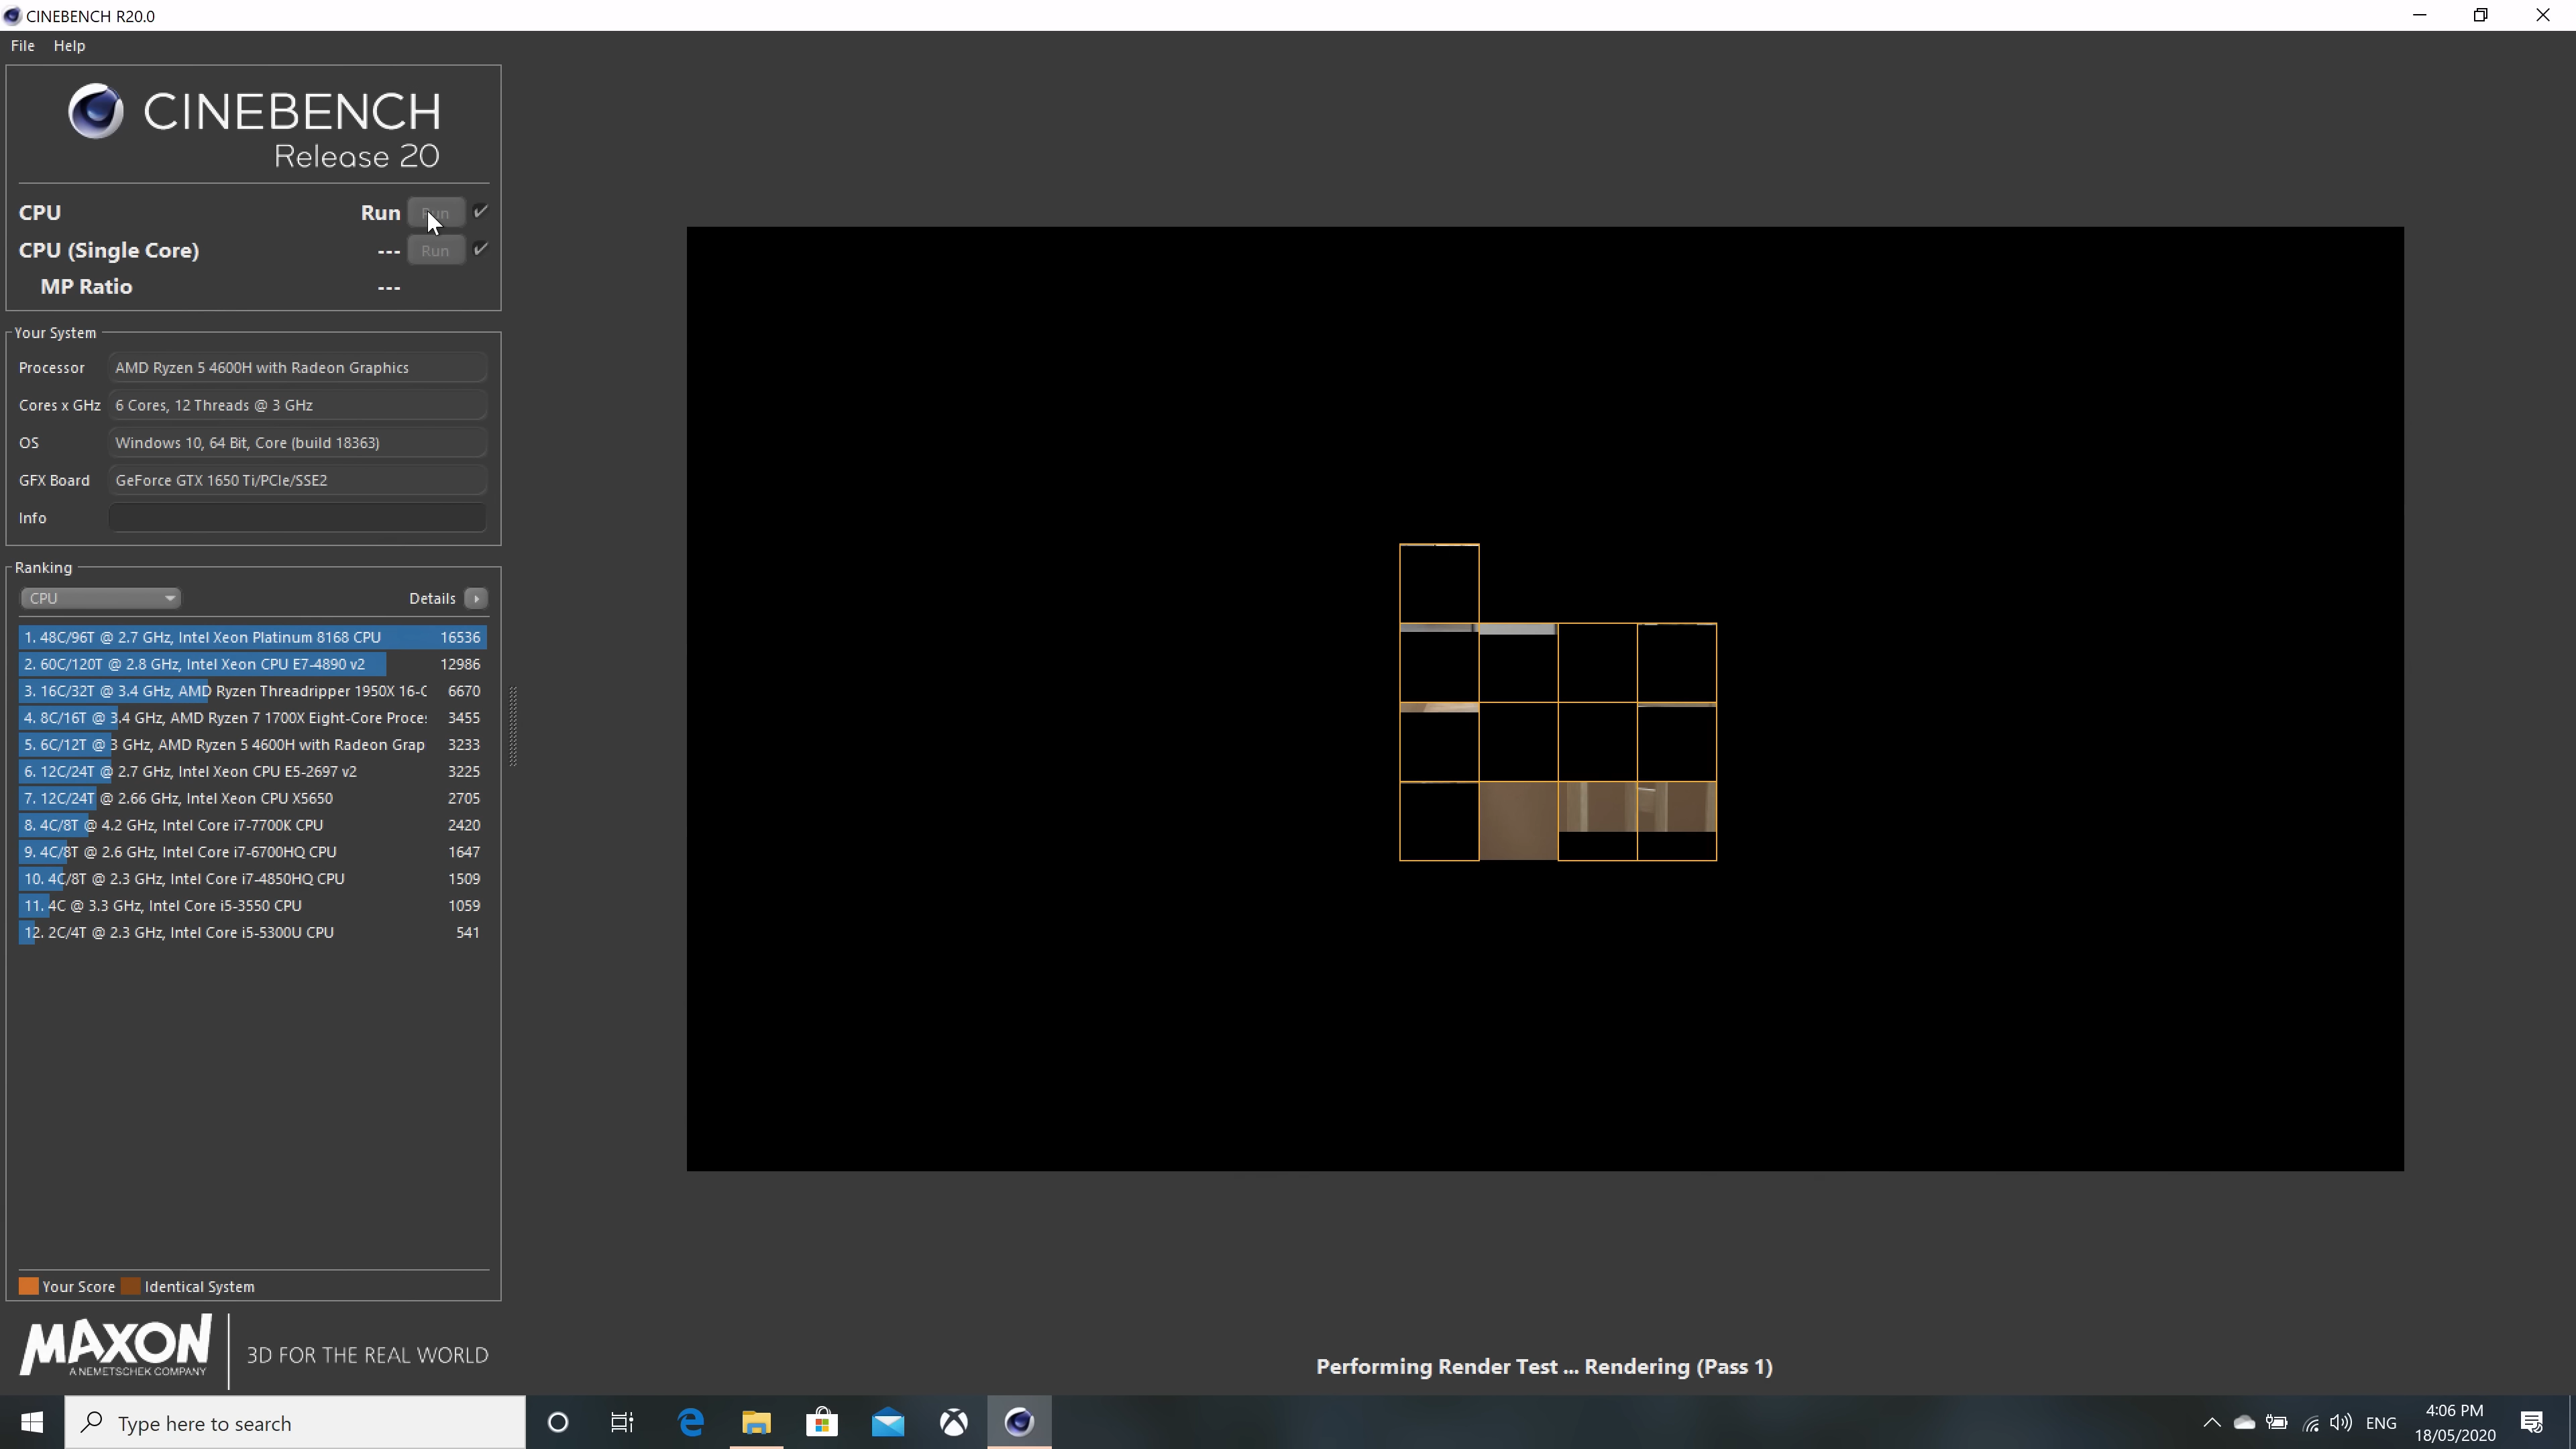 CINEBENCH R20.0
File Help
CINEBENCH
Release 20
CPU Run Run
CPU (Single Core) --- Run
MP Ratio ---
Your System
Processor AMD Ryzen 5 4600H with Radeon Graphics
Cores x GHz 6 Cores, 12 Threads @ 3 GHz
OS Windows 10, 64 Bit, Core (build 18363)
GFX Board GeForce GTX 1650 Ti/PCIe/SSE2
Info
Ranking
CPU Details
1. 48C/96T @ 2.7 GHz, Intel Xeon Platinum 8168 CPU 16536
2. 60C/120T @ 2.8 GHz, Intel Xeon CPU E7-4890 v2 12986
3. 16C/32T @ 3.4 GHz, AMD Ryzen Threadripper 1950X 16-C 6670
4. 8C/16T @ 3.4 GHz, AMD Ryzen 7 1700X Eight-Core Proces 3455
5. 6C/12T @ 3 GHz, AMD Ryzen 5 4600H with Radeon Grap 3233
6. 12C/24T @ 2.7 GHz, Intel Xeon CPU E5-2697 v2 3225
7. 12C/24T @ 2.66 GHz, Intel Xeon CPU X5650 2705
8. 4C/8T @ 4.2 GHz, Intel Core i7-7700K CPU 2420
9. 4C/8T @ 2.6 GHz, Intel Core i7-6700HQ CPU 1647
10. 4C/8T @ 2.3 GHz, Intel Core i7-4850HQ CPU 1509
11. 4C @ 3.3 GHz, Intel Core i5-3550 CPU 1059
12. 2C/4T @ 2.3 GHz, Intel Core i5-5300U CPU 541
Your Score Identical System
MAXON
A NEMETSCHEK COMPANY
3D FOR THE REAL WORLD
Performing Render Test ... Rendering (Pass 1)
Type here to search
ENG
4:06 PM
18/05/2020